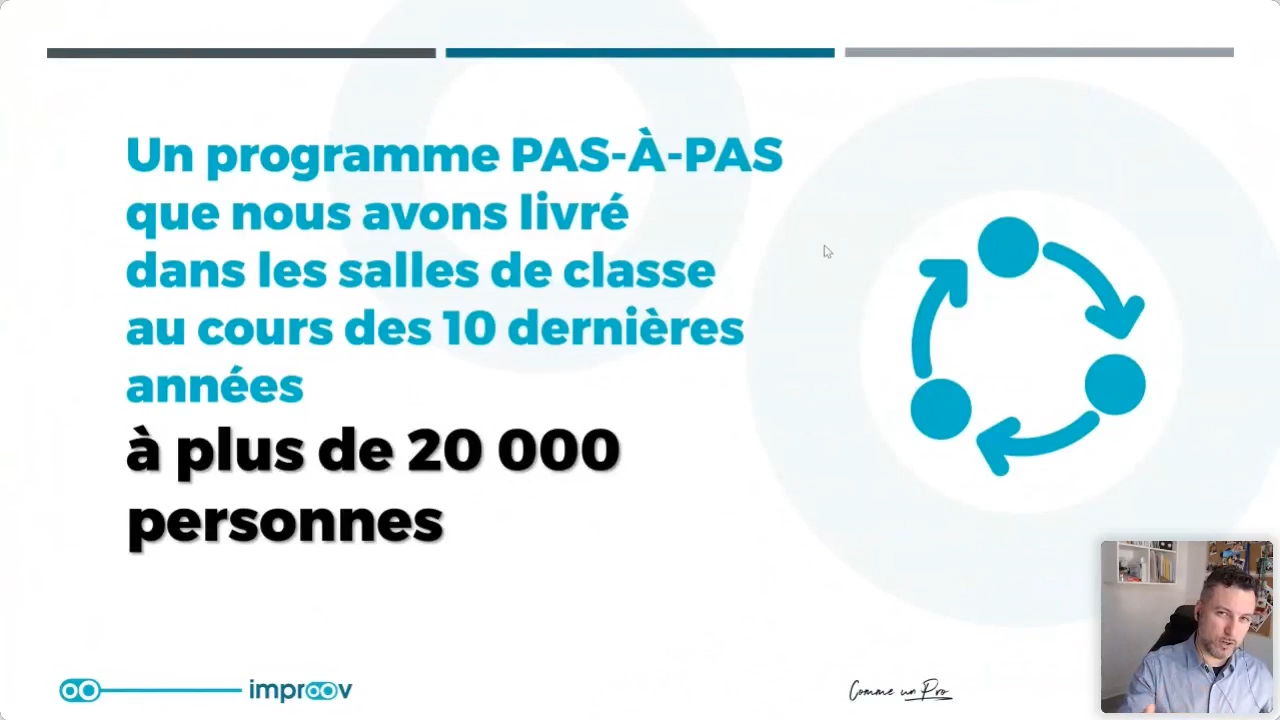 Un programme PAS-À-PAS
que nous avons livré
dans les salles de classe
au cours des 10 dernières
années
à plus de 20 000
personnes
improov
Comme un Pro